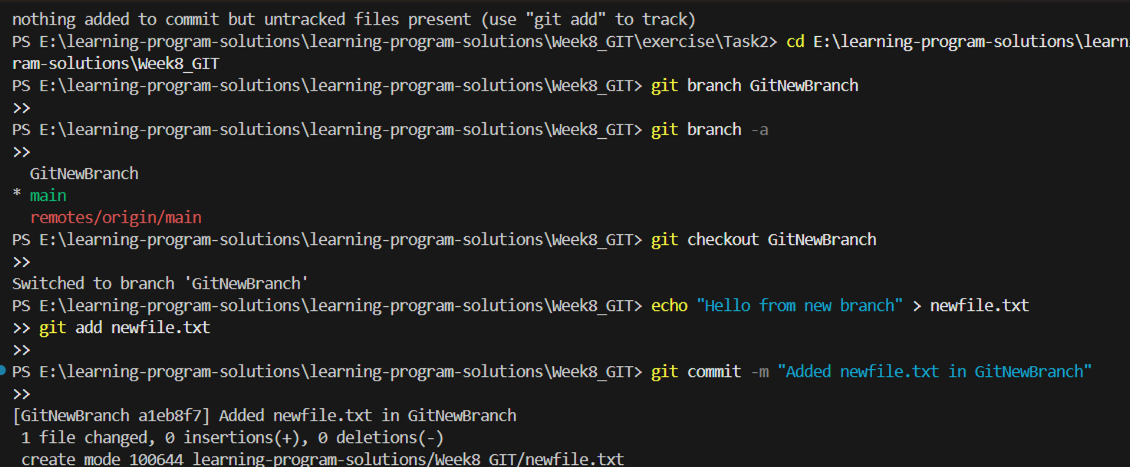 nothing added to commit but untracked files present (use "git add" to track)
PS E:\learning-program-solutions\learning-program-solutions\Week8_GIT\exercise\Task2> cd E:\learning-program-solutions\learni
ram-solutions\Week8_GIT
PS E:\learning-program-solutions\learning-program-solutions\Week8_GIT> git branch GitNewBranch
>>
PS E:\learning-program-solutions\learning-program-solutions\Week8_GIT> git branch -a
>>
  GitNewBranch
* main
  remotes/origin/main
PS E:\learning-program-solutions\learning-program-solutions\Week8_GIT> git checkout GitNewBranch
>>
Switched to branch 'GitNewBranch'
PS E:\learning-program-solutions\learning-program-solutions\Week8_GIT> echo "Hello from new branch" > newfile.txt
>> git add newfile.txt
>>
PS E:\learning-program-solutions\learning-program-solutions\Week8_GIT> git commit -m "Added newfile.txt in GitNewBranch"
>>
[GitNewBranch a1eb8f7] Added newfile.txt in GitNewBranch
 1 file changed, 0 insertions(+), 0 deletions(-)
 create mode 100644 learning-program-solutions/Week8_GIT/newfile.txt